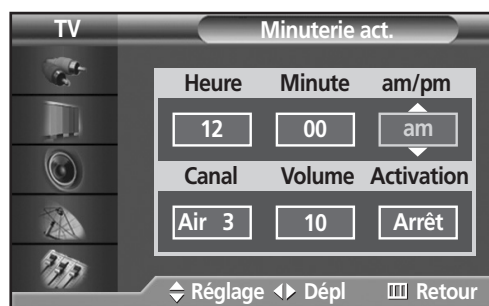 TV Minuterie act.
Heure Minute am/pm
12 00 am
Canal Volume Activation
Air 3 10 Arrêt
Réglage Dépl Retour